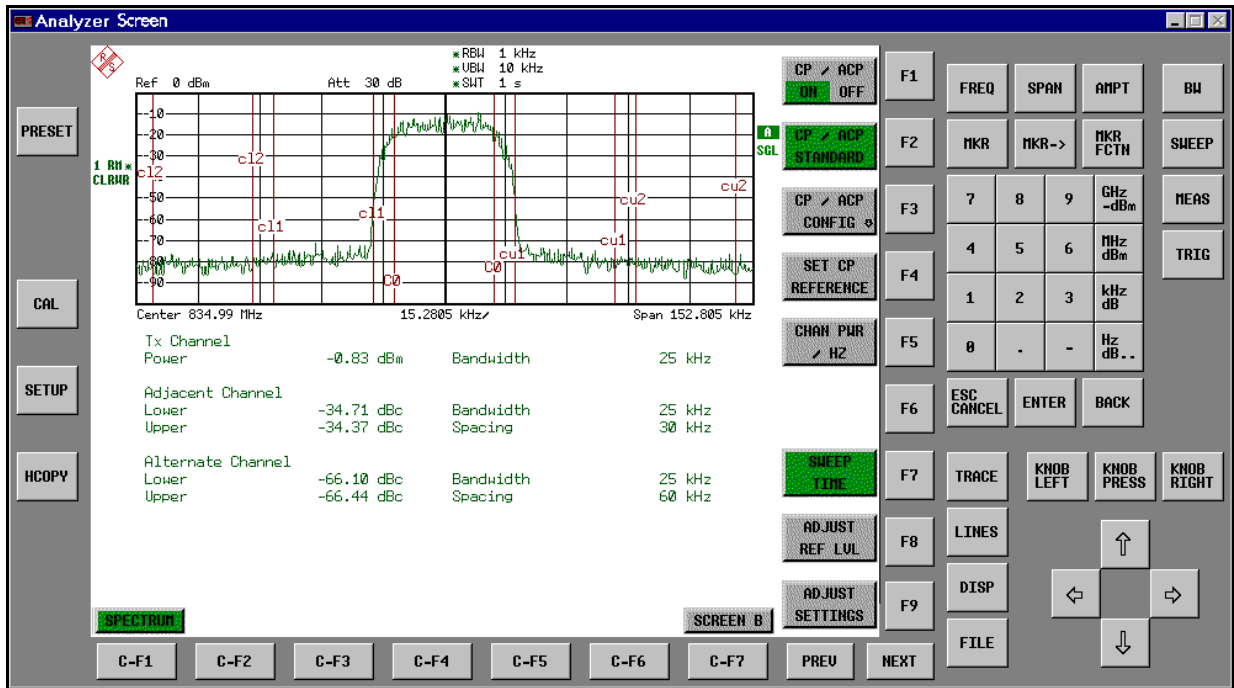 Analyzer Screen
R S
*RBW 1 kHz
*VBW 10 kHz
Ref 0 dBm Att 30 dB *SWT 1 s
-10
-20
-30
-50
-60
-70
-80
-90
1 RM*
CLRWR
A
SGL
cl2
cl2
cl1
cl1
C0
C0
cu1
cu1
cu2
cu2
Center 834.99 MHz 15.2805 kHz/ Span 152.805 kHz
Tx Channel
Power -0.83 dBm Bandwidth 25 kHz
Adjacent Channel
Lower -34.71 dBc Bandwidth 25 kHz
Upper -34.37 dBc Spacing 30 kHz
Alternate Channel
Lower -66.10 dBc Bandwidth 25 kHz
Upper -66.44 dBc Spacing 60 kHz
SPECTRUM
SCREEN B
PRESET
CAL
SETUP
HCOPY
CP / ACP
ON OFF
CP / ACP
STANDARD
CP / ACP
CONFIG
SET CP
REFERENCE
CHAN PWR
/ HZ
SWEEP
TIME
ADJUST
REF LVL
ADJUST
SETTINGS
F1
F2
F3
F4
F5
F6
F7
F8
F9
C-F1 C-F2 C-F3 C-F4 C-F5 C-F6 C-F7 PREV NEXT
FREQ SPAN AMPT BW
MKR MKR-> MKR FCTN SWEEP
7 8 9 GHz -dBm MEAS
4 5 6 MHz dBm TRIG
1 2 3 kHz dB
0 . - Hz dB..
ESC CANCEL ENTER BACK
TRACE KNOB LEFT KNOB PRESS KNOB RIGHT
LINES
DISP
FILE